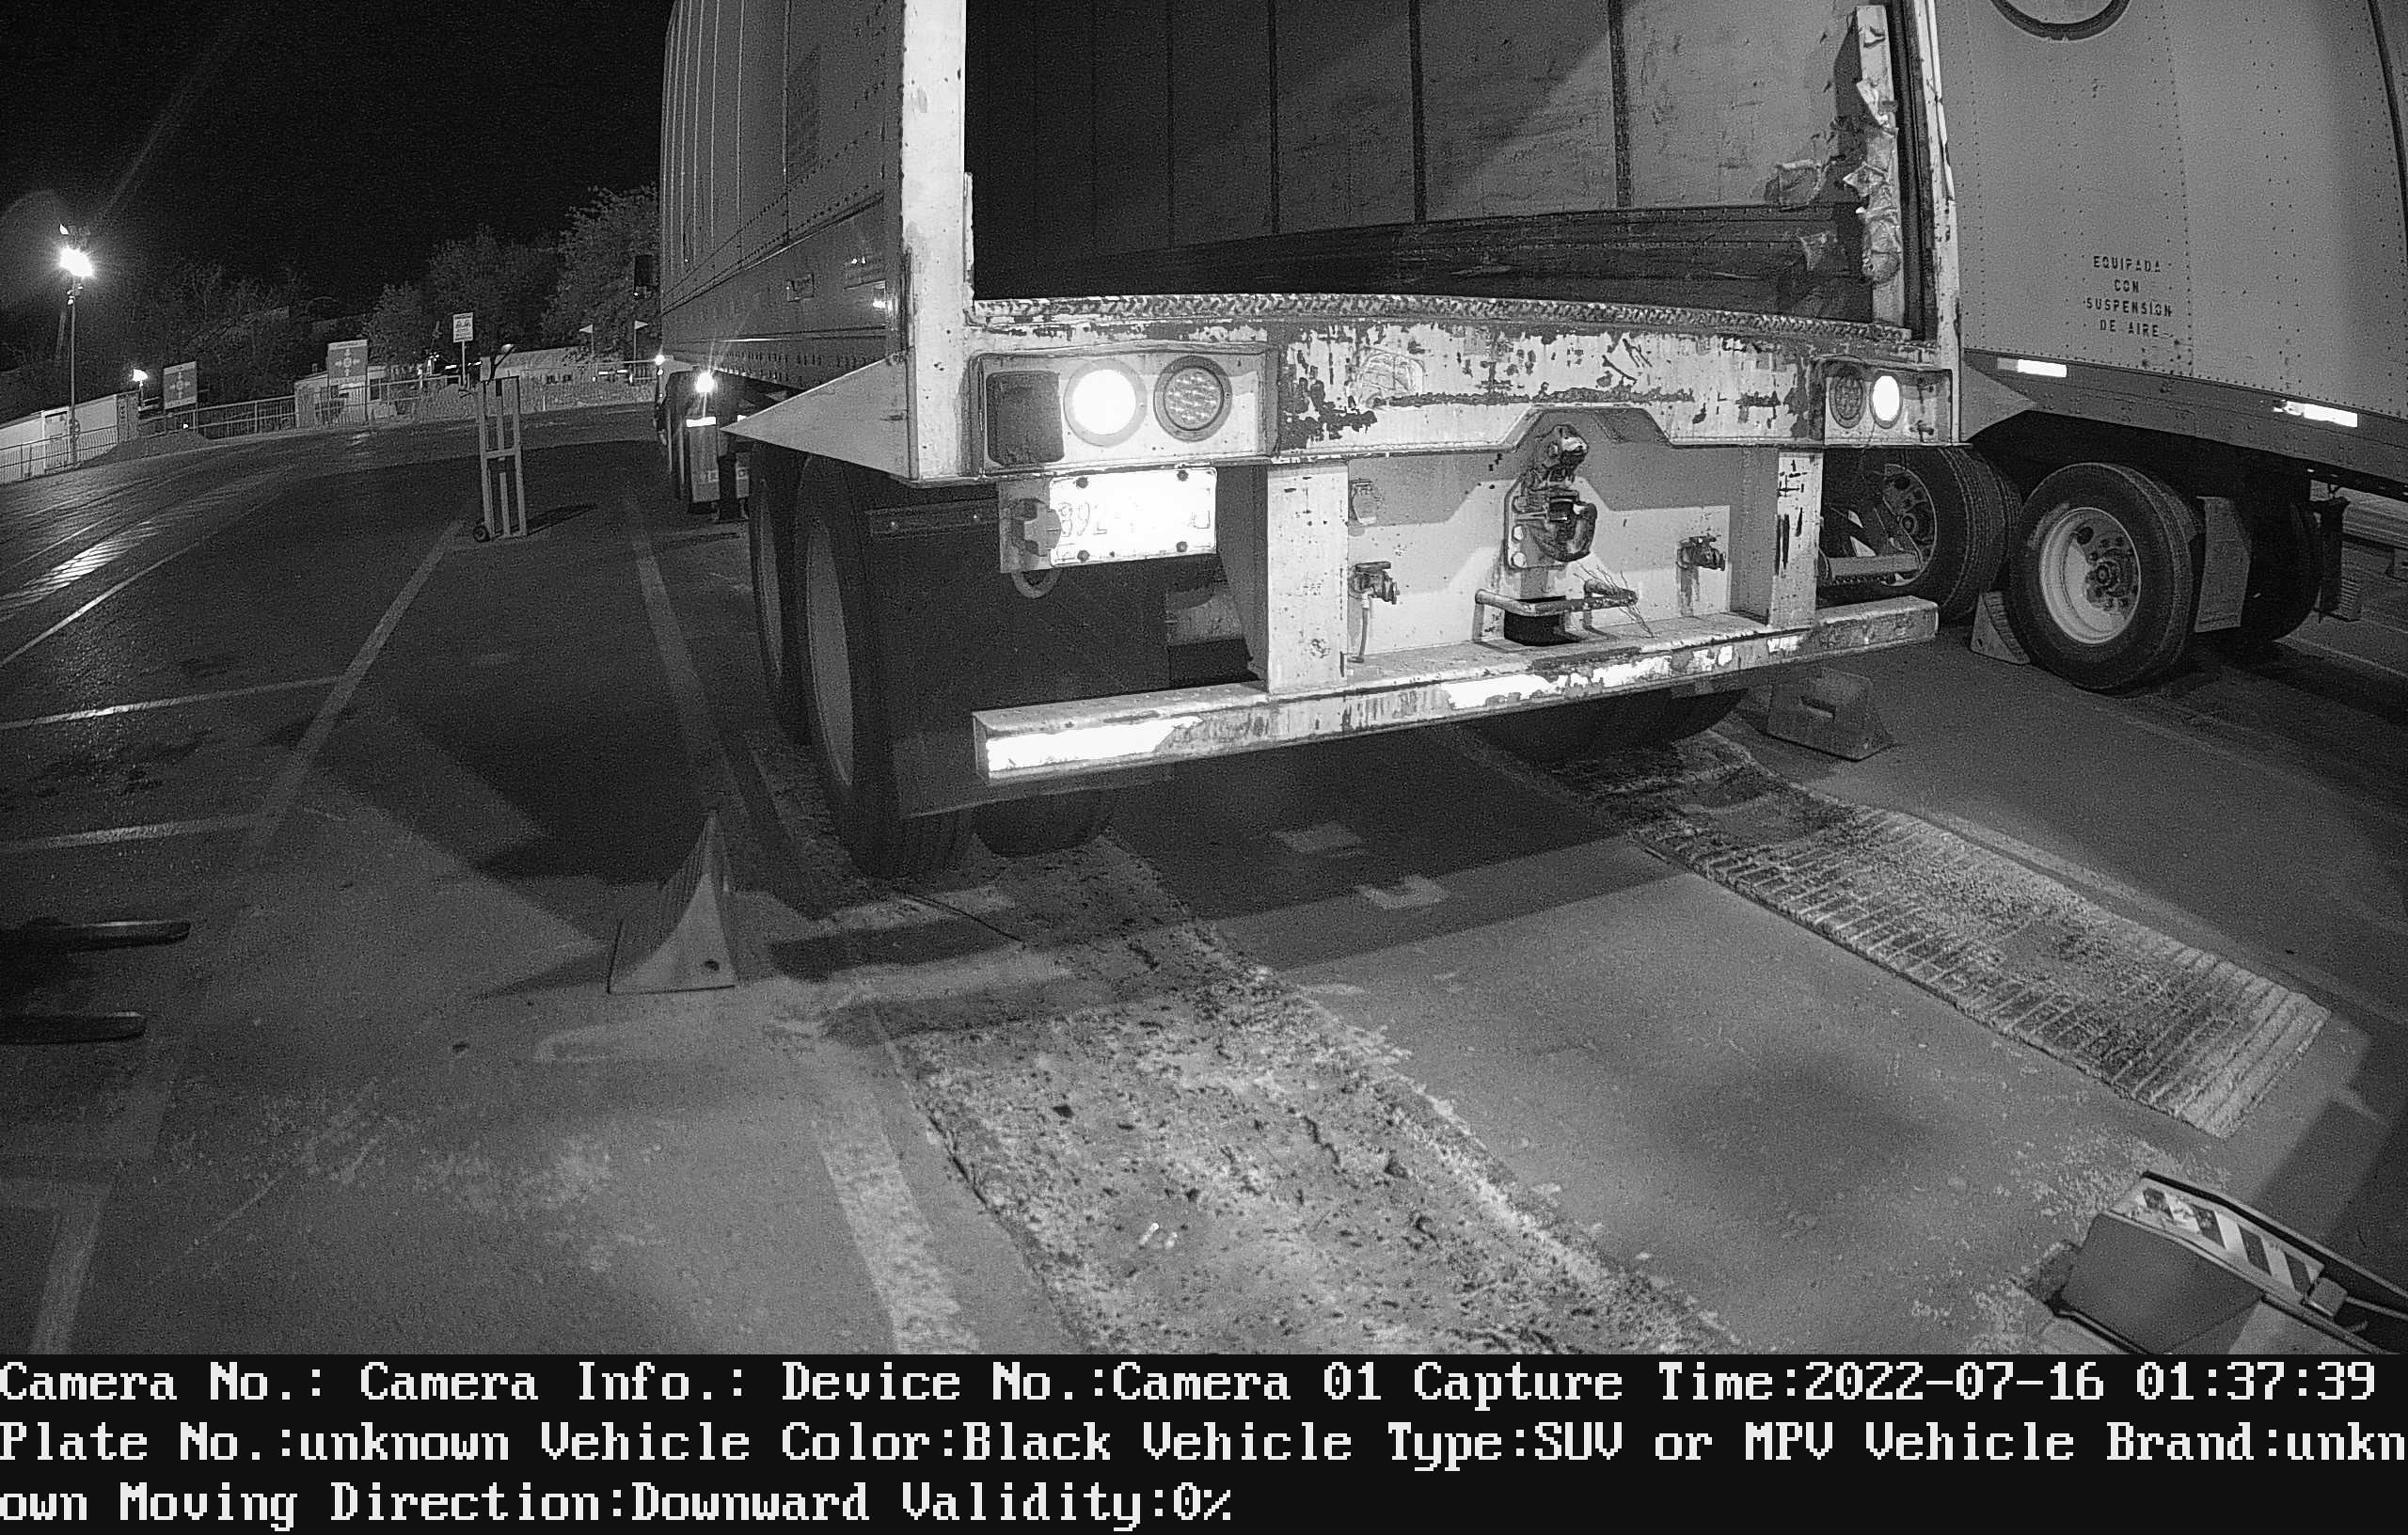 EQUIPADA
CON
SUSPENSION
DE AIRE
Camera No.: Camera Info.: Device No.:Camera 01 Capture Time:2022-07-16 01:37:39
Plate No.:unknown Vehicle Color:Black Vehicle Type:SUV or MPV Vehicle Brand:unkn
own Moving Direction:Downward Validity:0%